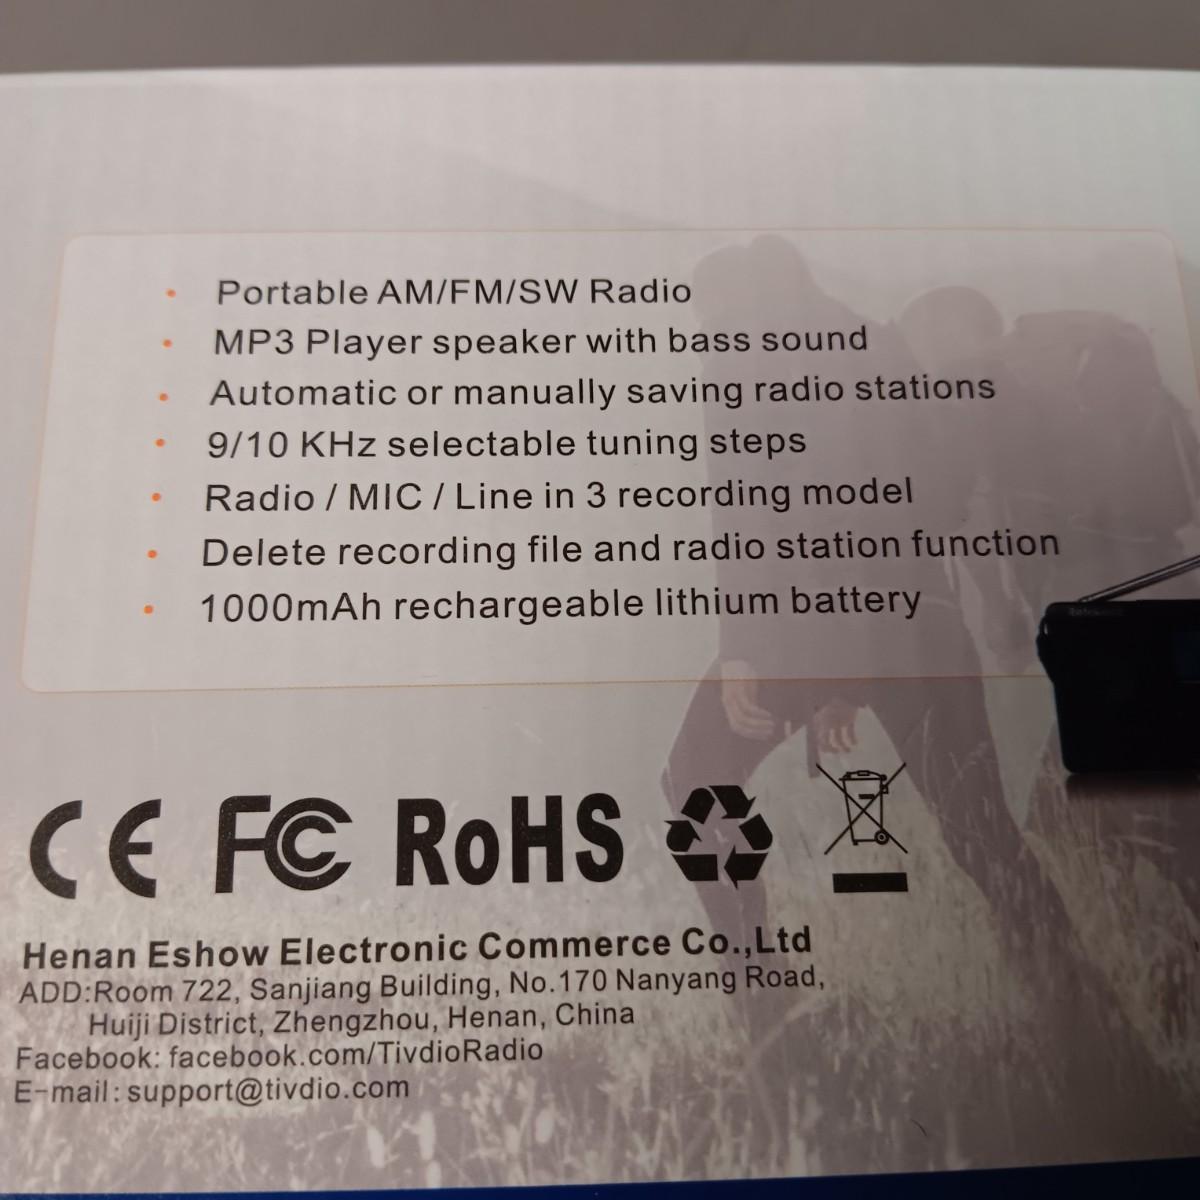 • Portable AM/FM/SW Radio
• MP3 Player speaker with bass sound
• Automatic or manually saving radio stations
• 9/10 KHz selectable tuning steps
• Radio / MIC / Line in 3 recording model
• Delete recording file and radio station function
• 1000mAh rechargeable lithium battery
CE FC RoHS
Henan Eshow Electronic Commerce Co.,Ltd
ADD:Room 722, Sanjiang Building, No.170 Nanyang Road,
Huiji District, Zhengzhou, Henan, China
Facebook: facebook.com/TivdioRadio
E-mail: support@tivdio.com